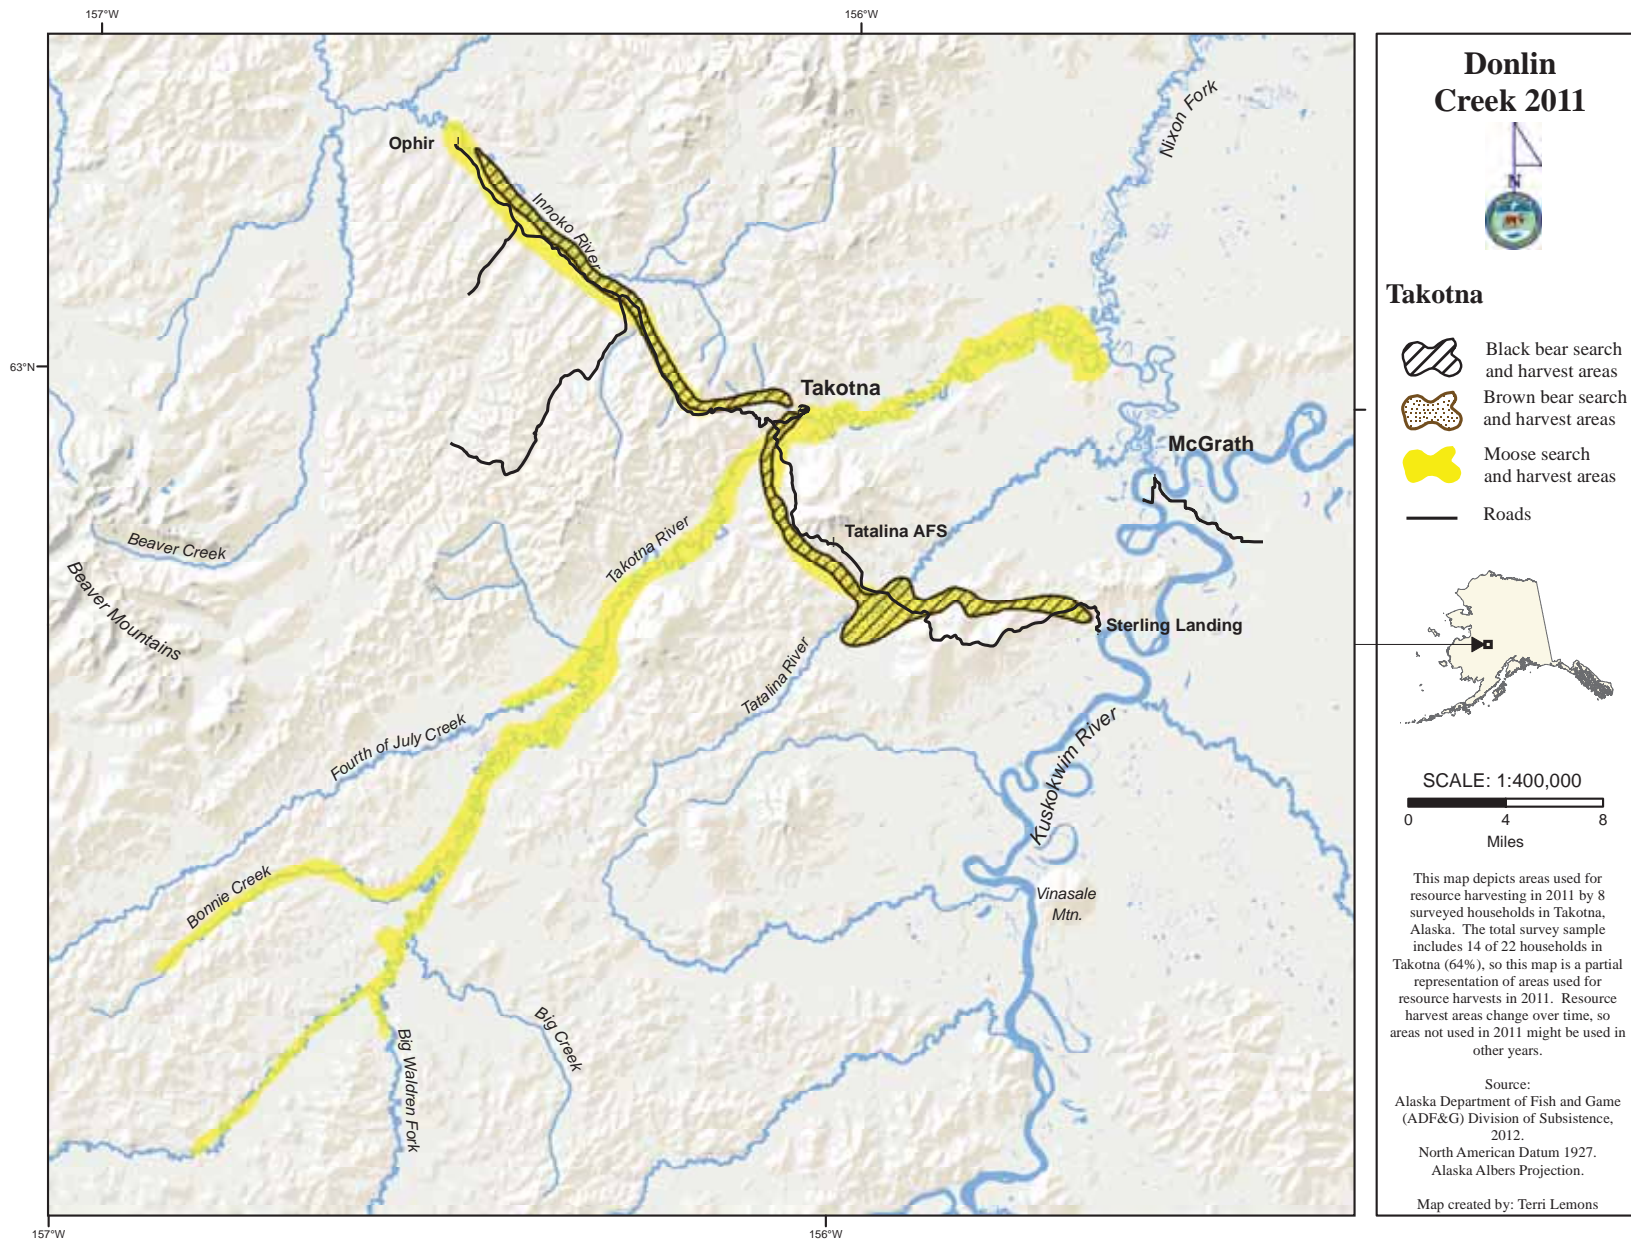 157°W
156°W
Ophir
Innoko River
Nixon Fork
63°N
Takotna
McGrath
Beaver Creek
Takotna River
Tatalina AFS
Beaver Mountains
Sterling Landing
Tatalina River
Fourth of July Creek
Kuskokwim River
Bonnie Creek
Vinasale
Mtn.
Big Creek
Big Waldren Fork
157°W
156°W
Donlin
Creek 2011
N
Takotna
Black bear search
and harvest areas
Brown bear search
and harvest areas
Moose search
and harvest areas
Roads
SCALE: 1:400,000
0 4 8
Miles
This map depicts areas used for
resource harvesting in 2011 by 8
surveyed households in Takotna,
Alaska. The total survey sample
includes 14 of 22 households in
Takotna (64%), so this map is a partial
representation of areas used for
resource harvests in 2011. Resource
harvest areas change over time, so
areas not used in 2011 might be used in
other years.
Source:
Alaska Department of Fish and Game
(ADF&G) Division of Subsistence,
2012.
North American Datum 1927.
Alaska Albers Projection.
Map created by: Terri Lemons